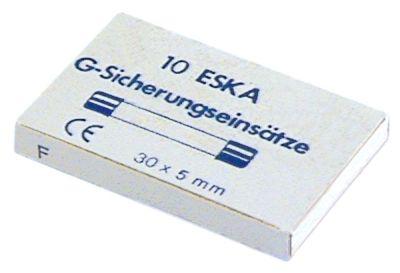 10 ESKA
G-Sicherungseinsätze
CE
30 x 5 mm
F